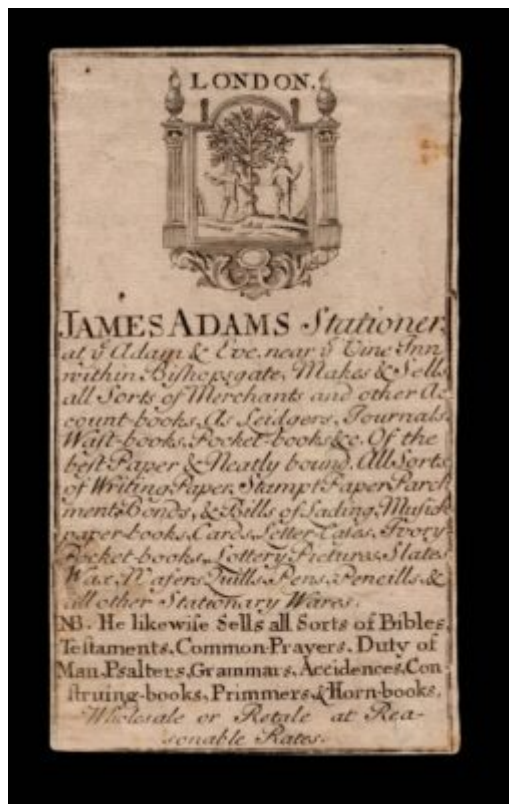 LONDON.
JAMES ADAMS Stationer,
at yͤ Adam & Eve, near yͤ Vine Inn
within Bishopsgate, Makes & Sells
all Sorts of Merchants and other Ac-
count-books, As Leidgers, Journals,
Wast-books, Pocket-books &c. Of the
beſt Paper & Neatly bound, All Sorts
of Writing Paper, Stampt Paper, Parch-
ment, Bonds, & Bills of Lading, Musick
paper-books, Cards, Letter-Cases, Ivory-
Pocket-books, Lottery Pictures, Slates
Wax, Wafers, Quills, Pens, Pencills, &
all other Stationary Wares.
NB. He likewiſe Sells all Sorts of Bibles,
Teſtaments, Common-Prayers, Duty of
Man, Psalters, Grammars, Accidences, Con-
ſtruing-books, Primmers, & Horn-books,
Wholesale or Retale at Rea-
sonable Rates.